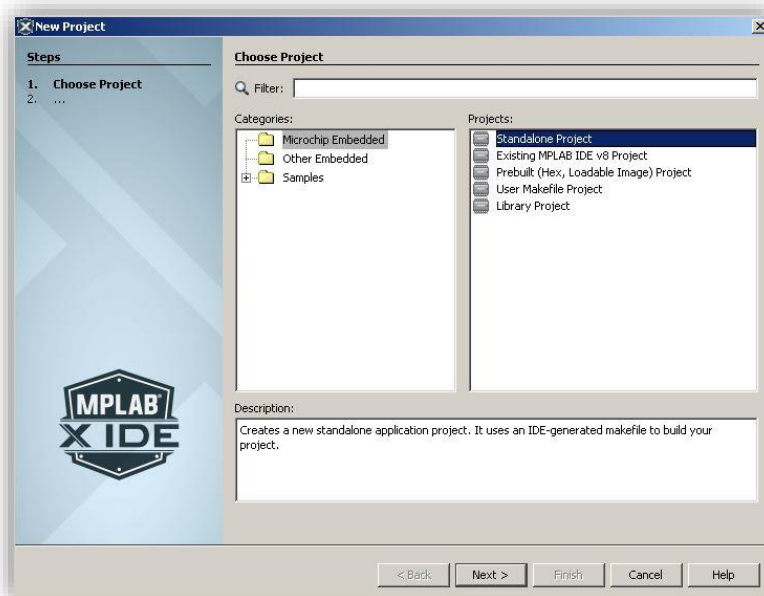 New Project
Steps
1. Choose Project
2. ...
MPLAB
X IDE
Choose Project
Filter:
Categories:
Microchip Embedded
Other Embedded
Samples
Projects:
Standalone Project
Existing MPLAB IDE v8 Project
Prebuilt (Hex, Loadable Image) Project
User Makefile Project
Library Project
Description:
Creates a new standalone application project. It uses an IDE-generated makefile to build your
project.
< Back
Next >
Finish
Cancel
Help